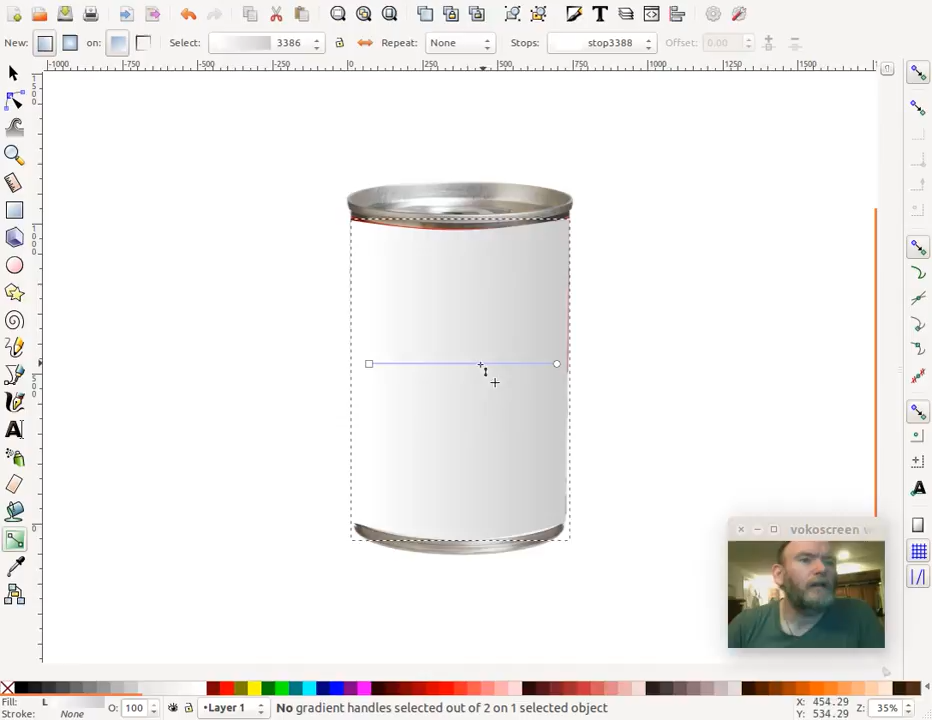 New:
on:
Select:
3386
Repeat:
None
Stops:
stop3388
Offset:
0.00
-1000
-750
-500
-250
0
250
500
750
1000
1250
1500
vokoscreen
Fill:
L
Stroke:
None
O:
100
•Layer 1
No gradient handles selected out of 2 on 1 selected object
X: 454.29
Y: 534.29
Z:
35%